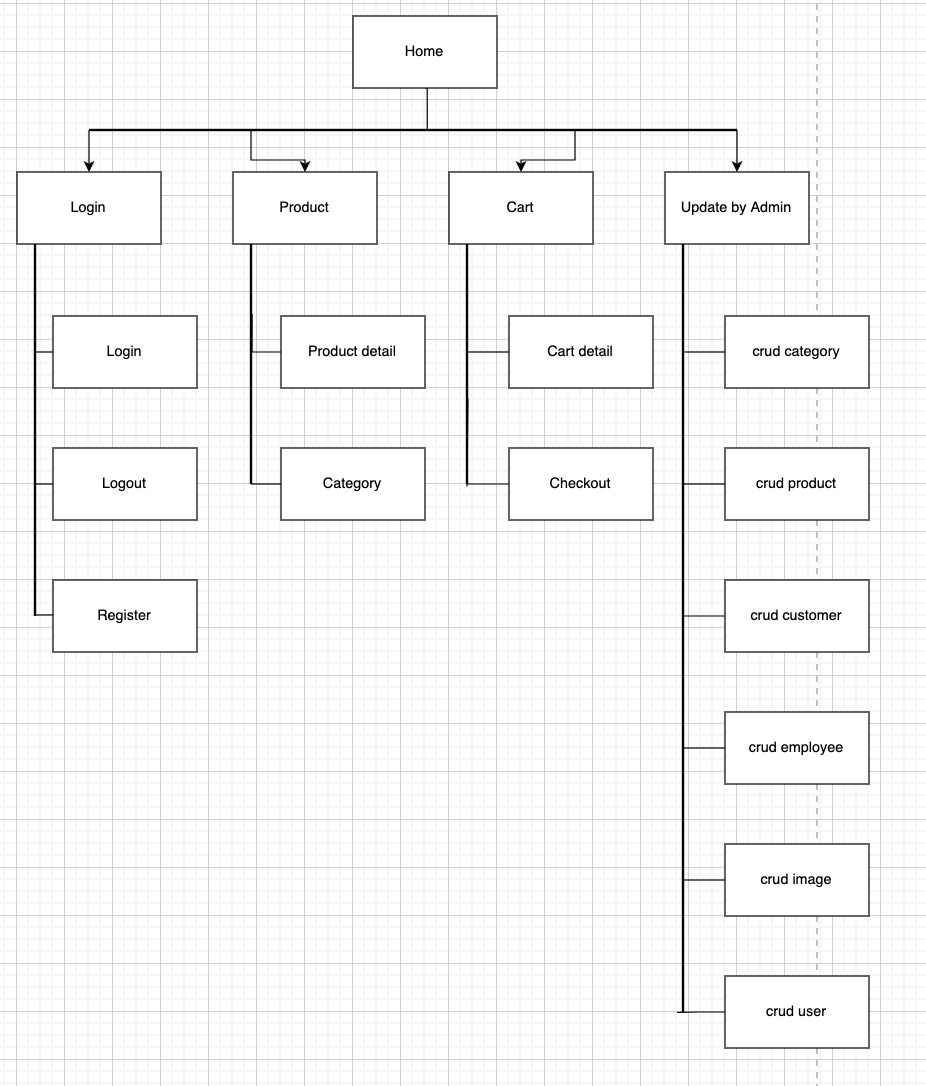 Home
Login
Product
Cart
Update by Admin
Login
Product detail
Cart detail
crud category
Logout
Category
Checkout
crud product
Register
crud customer
crud employee
crud image
crud user